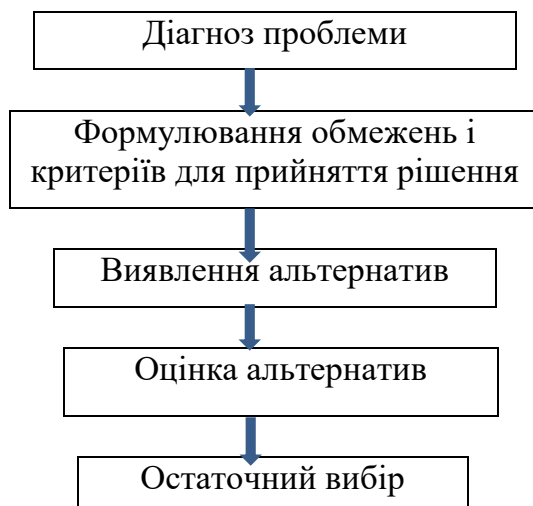 Діагноз проблеми
Формулювання обмежень і
критеріїв для прийняття рішення
Виявлення альтернатив
Оцінка альтернатив
Остаточний вибір